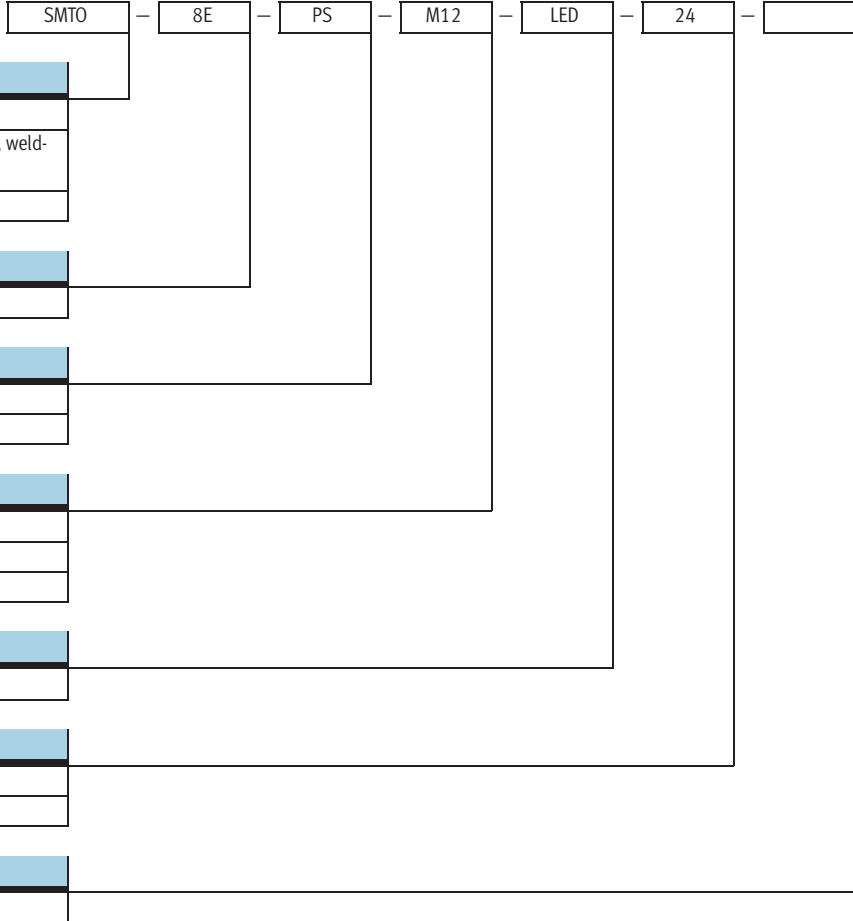 SMTO – 8E – PS – M12 – LED – 24 –
, weld-